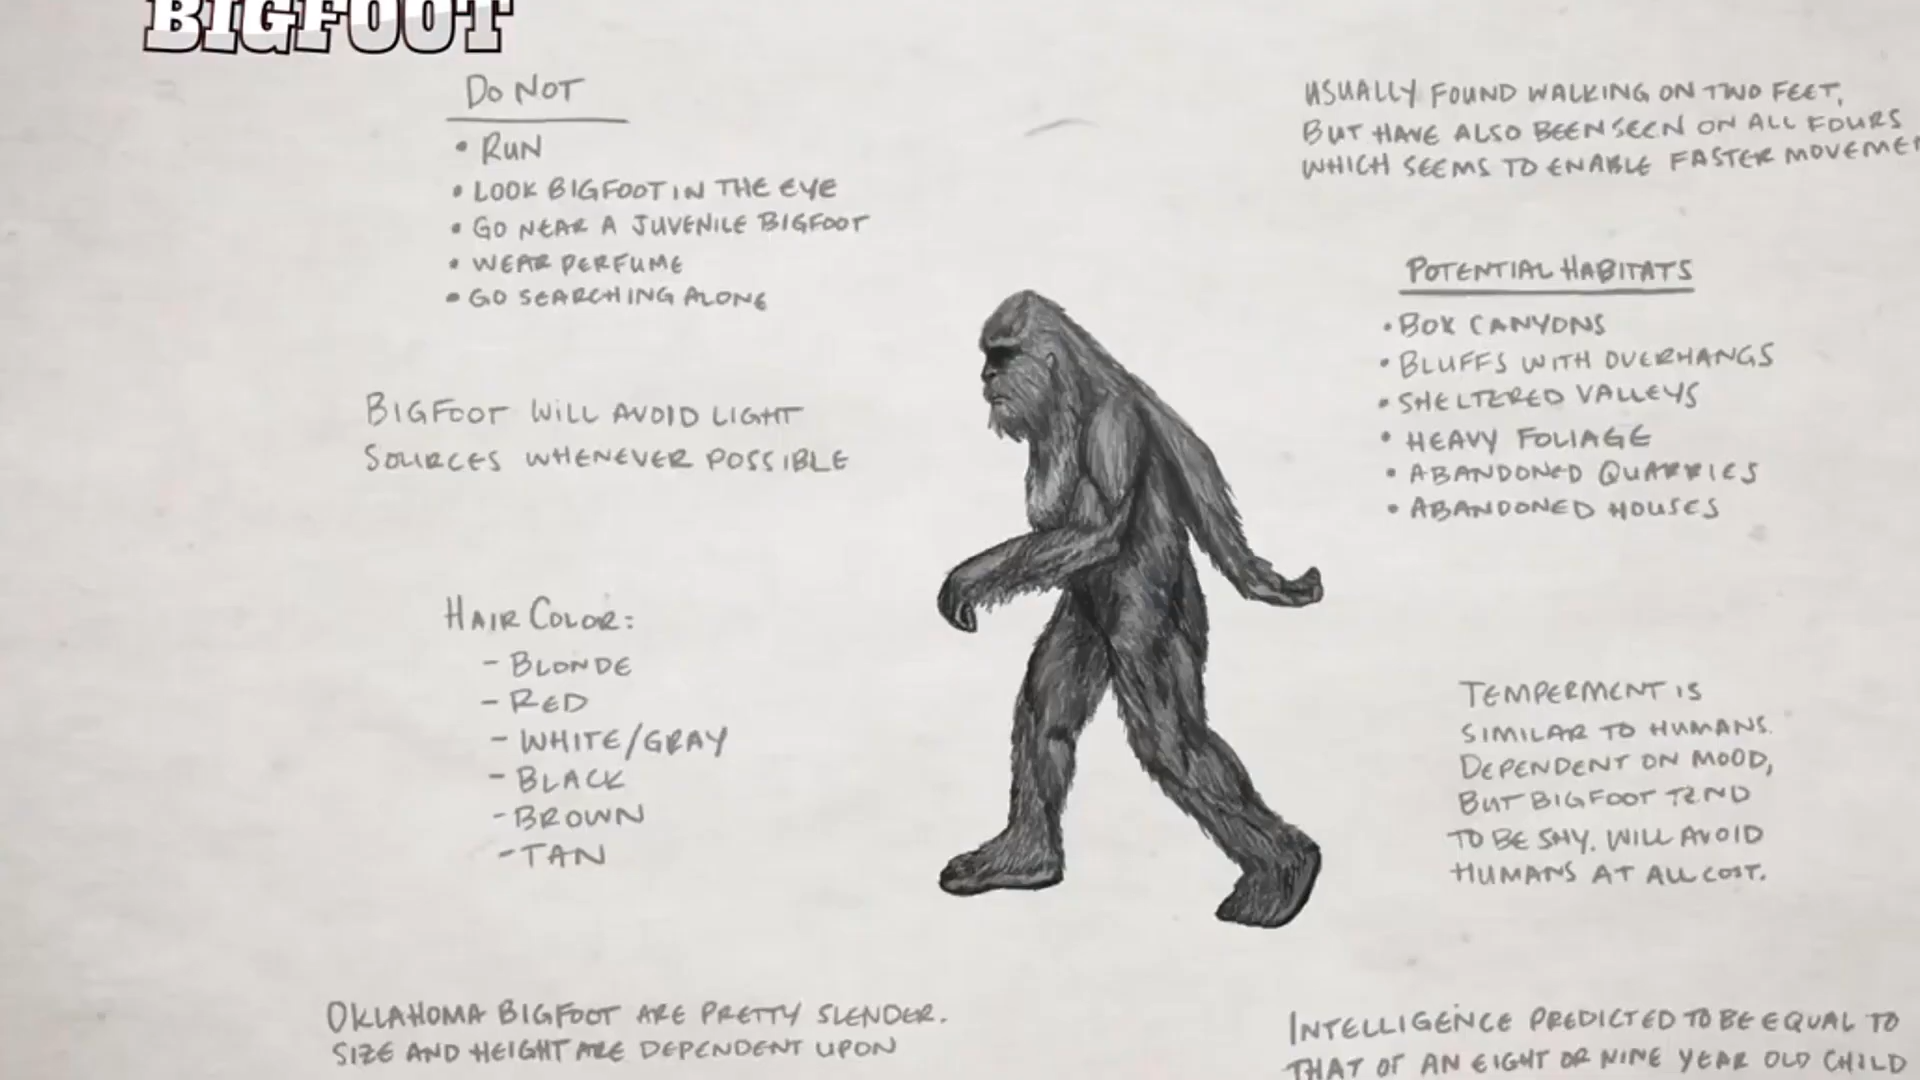 BIGFOOT
DO NOT
• RUN
• LOOK BIGFOOT IN THE EYE
• GO NEAR A JUVENILE BIGFOOT
• WEAR PERFUME
• GO SEARCHING ALONE
BIGFOOT WILL AVOID LIGHT
SOURCES WHENEVER POSSIBLE
HAIR COLOR:
- BLONDE
- RED
- WHITE/GRAY
- BLACK
- BROWN
- TAN
OKLAHOMA BIGFOOT ARE PRETTY SLENDER.
SIZE AND HEIGHT ARE DEPENDENT UPON
USUALLY FOUND WALKING ON TWO FEET,
BUT HAVE ALSO BEEN SEEN ON ALL FOURS
WHICH SEEMS TO ENABLE FASTER MOVEMEN
POTENTIAL HABITATS
• BOX CANYONS
• BLUFFS WITH OVERHANGS
• SHELTERED VALLEYS
• HEAVY FOLIAGE
• ABANDONED QUARRIES
• ABANDONED HOUSES
TEMPERMENT IS
SIMILAR TO HUMANS.
DEPENDENT ON MOOD,
BUT BIGFOOT TEND
TO BE SHY. WILL AVOID
HUMANS AT ALL COST.
INTELLIGENCE PREDICTED TO BE EQUAL TO
THAT OF AN EIGHT OR NINE YEAR OLD CHILD